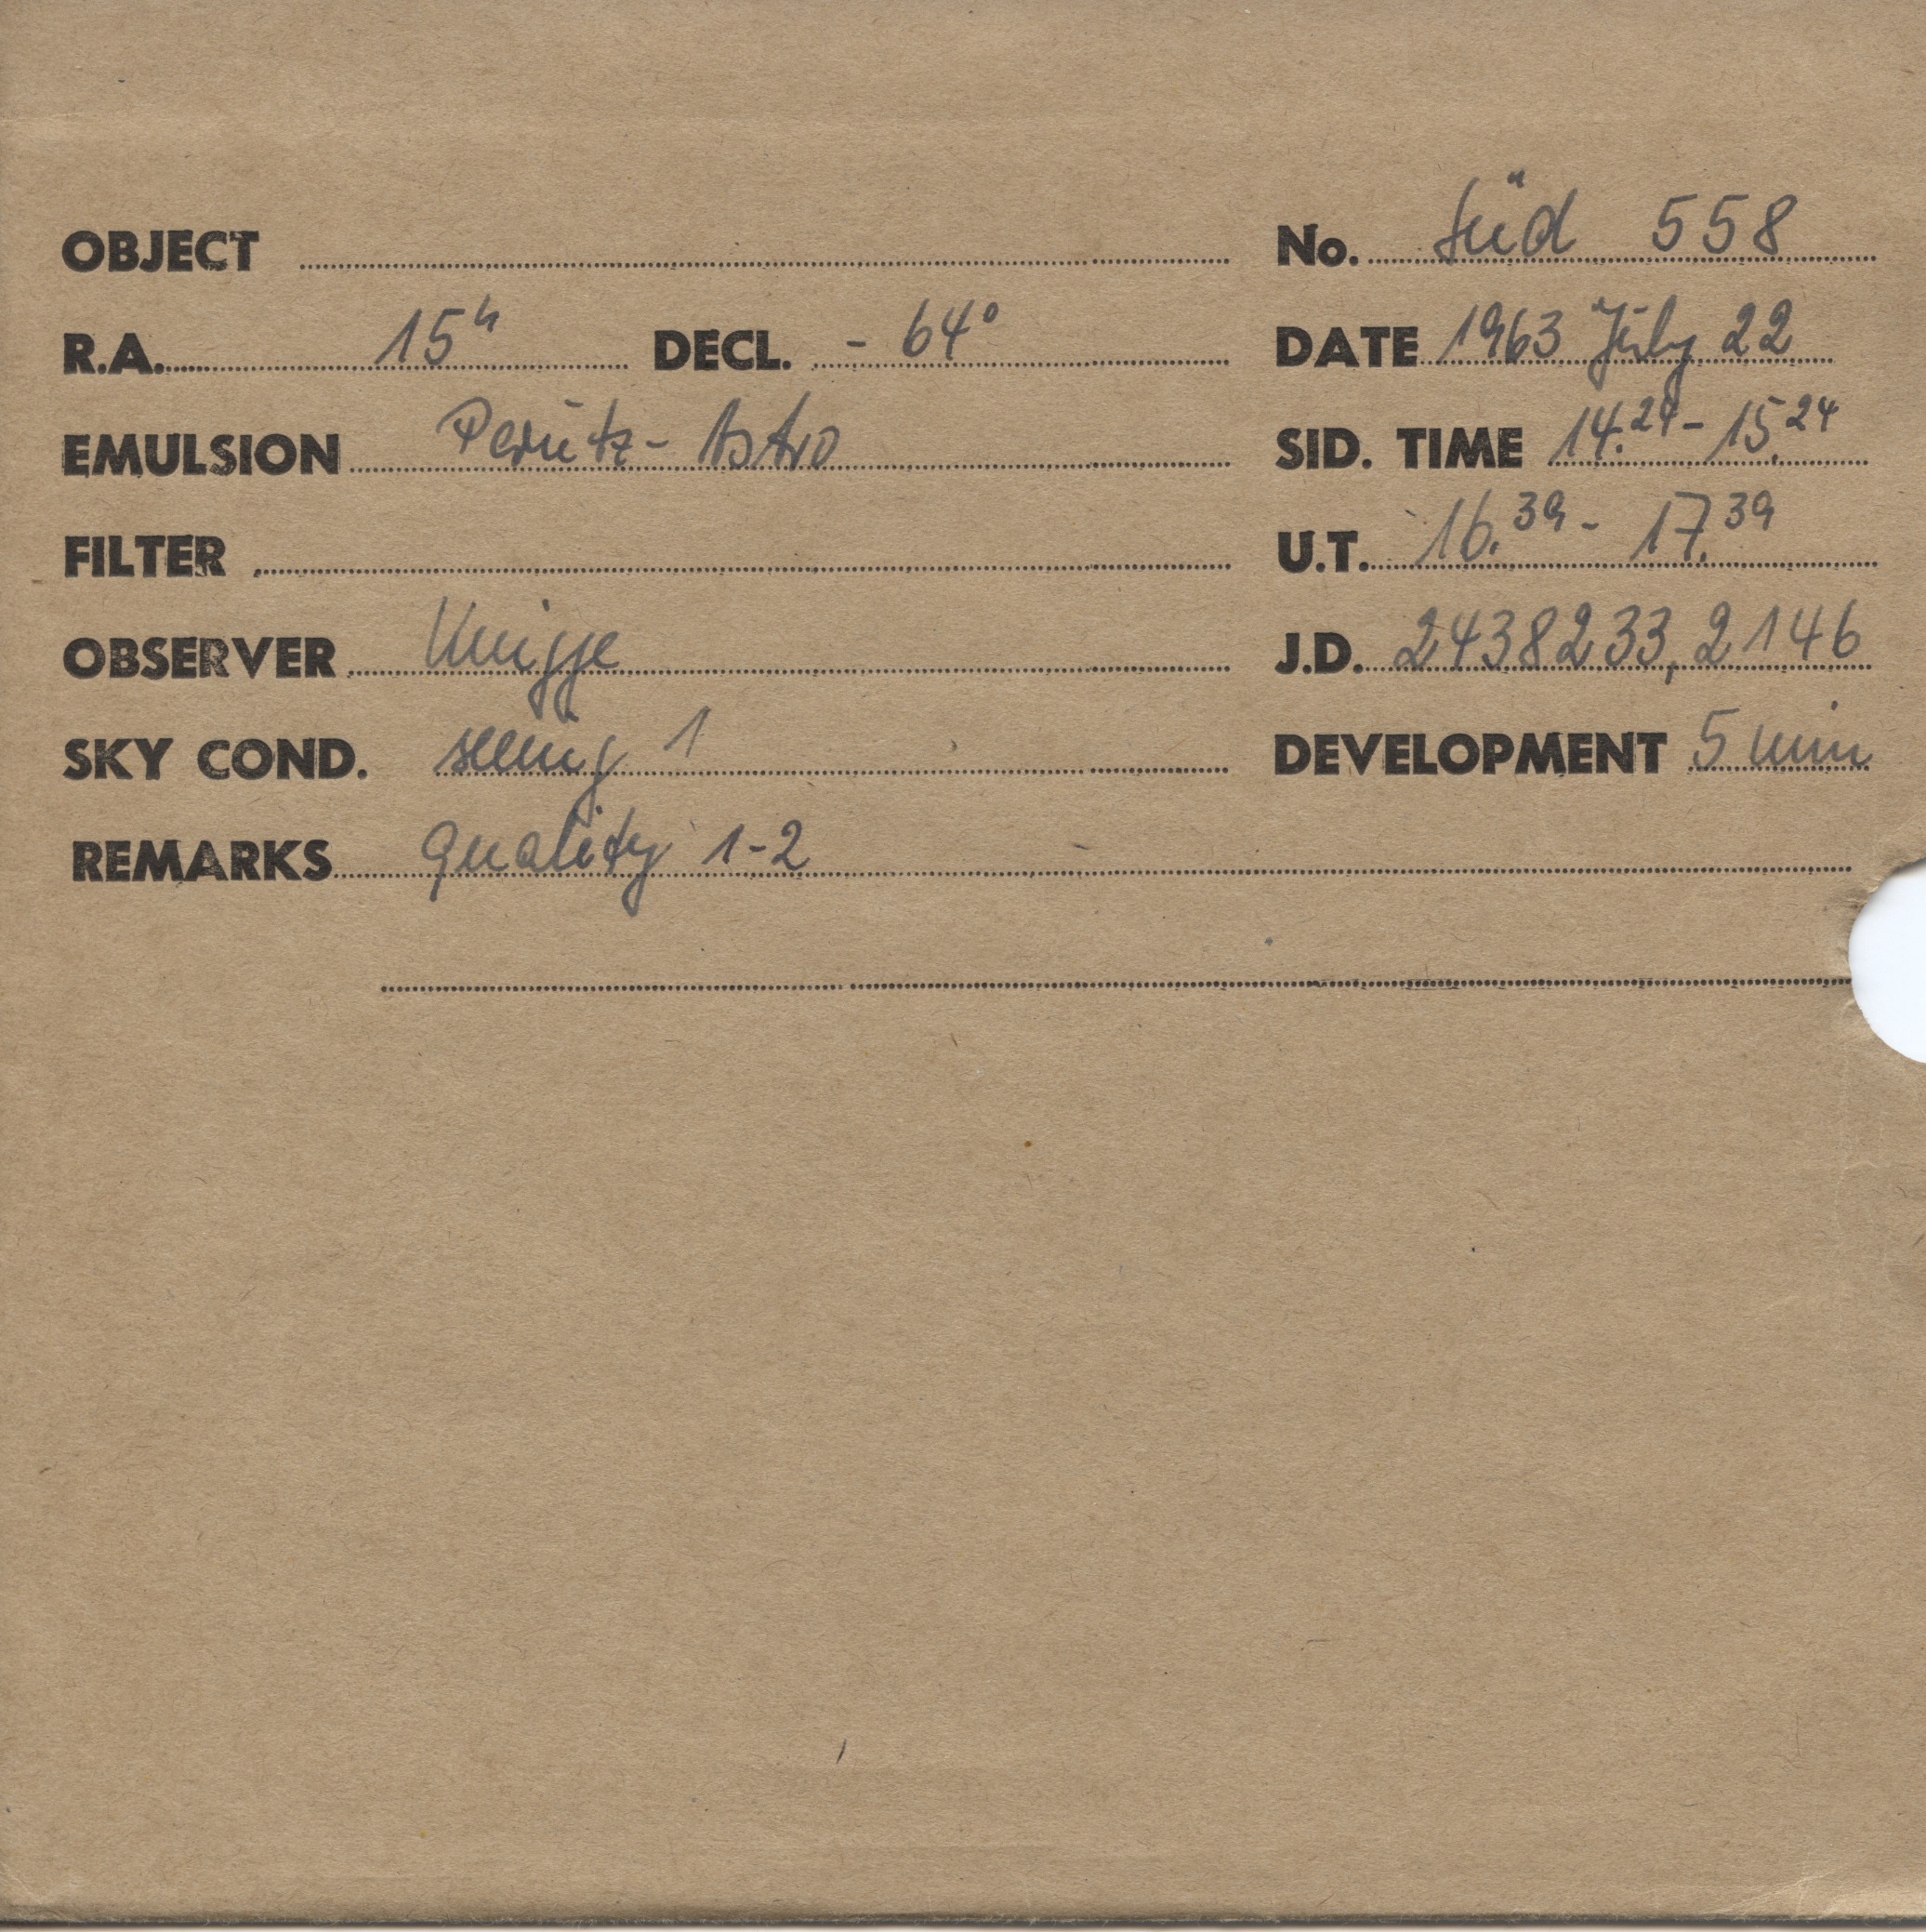 OBJECT No. Süd 558
R.A. 15h DECL. - 64° DATE 1963 July 22
EMULSION Perutz - Astro SID. TIME 14.24 - 15.24
FILTER U.T. 16.39 - 17.39
OBSERVER Knigge J.D. 2438233,2146
SKY COND. seeing 1 DEVELOPMENT 5 min
REMARKS quality 1-2